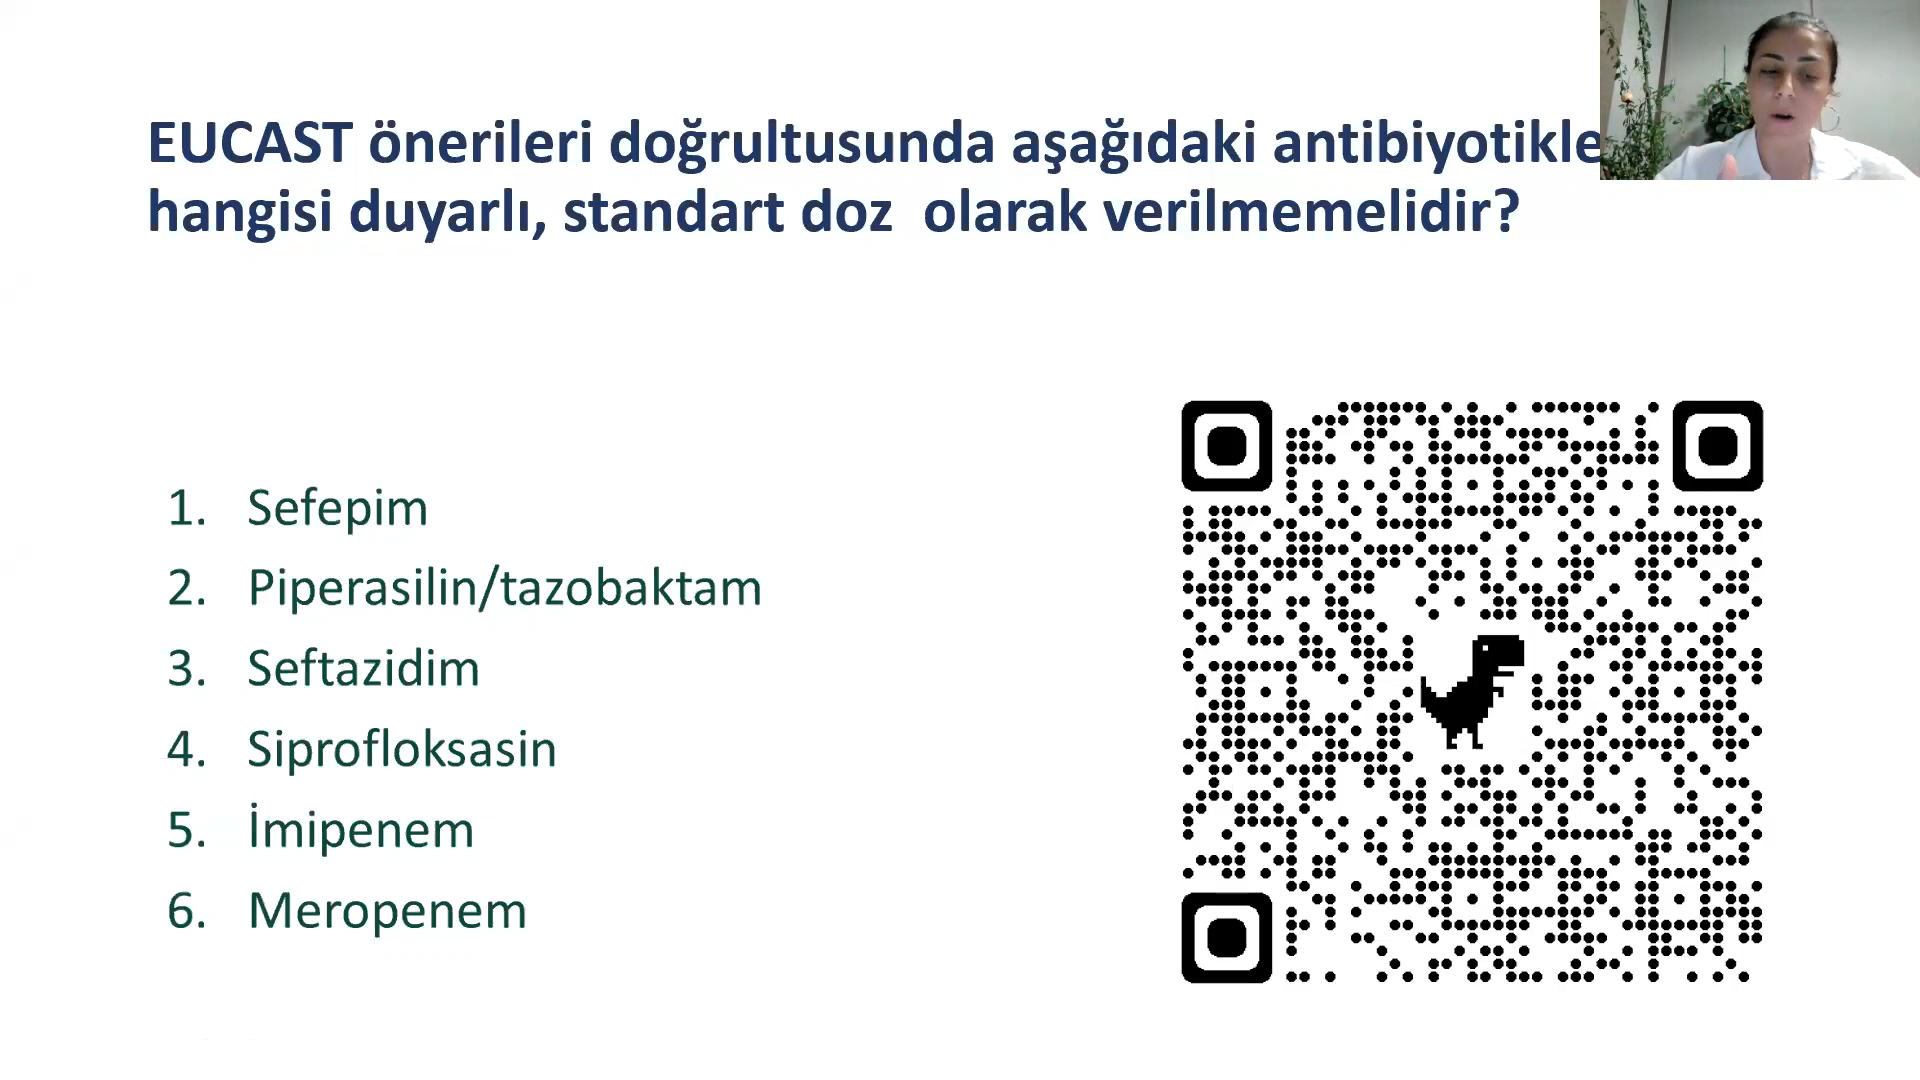 EUCAST önerileri doğrultusunda aşağıdaki
hangisi duyarlı, standart doz olarak verilmemelidir?
1. Sefepim
2. Piperasilin/tazobaktam
3. Seftazidim
4. Siprofloksasin
5. İmipenem
6. Meropenem